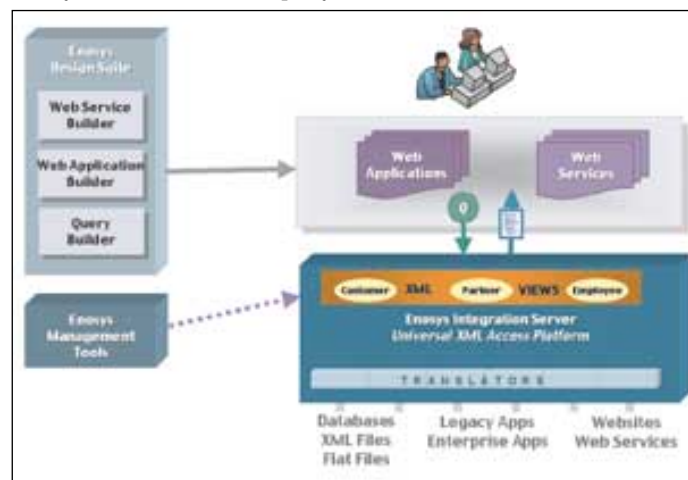 Enosys
Design Suite
Web Service
Builder
Web Application
Builder
Query
Builder
Enosys
Management
Tools
Web
Applications
Web
Services
Q
Customer XML Partner VIEWS Employee
Enosys Integration Server
Universal XML Access Platform
TRANSLATORS
Databases
XML Files
Flat Files
Legacy Apps
Enterprise Apps
Websites
Web Services